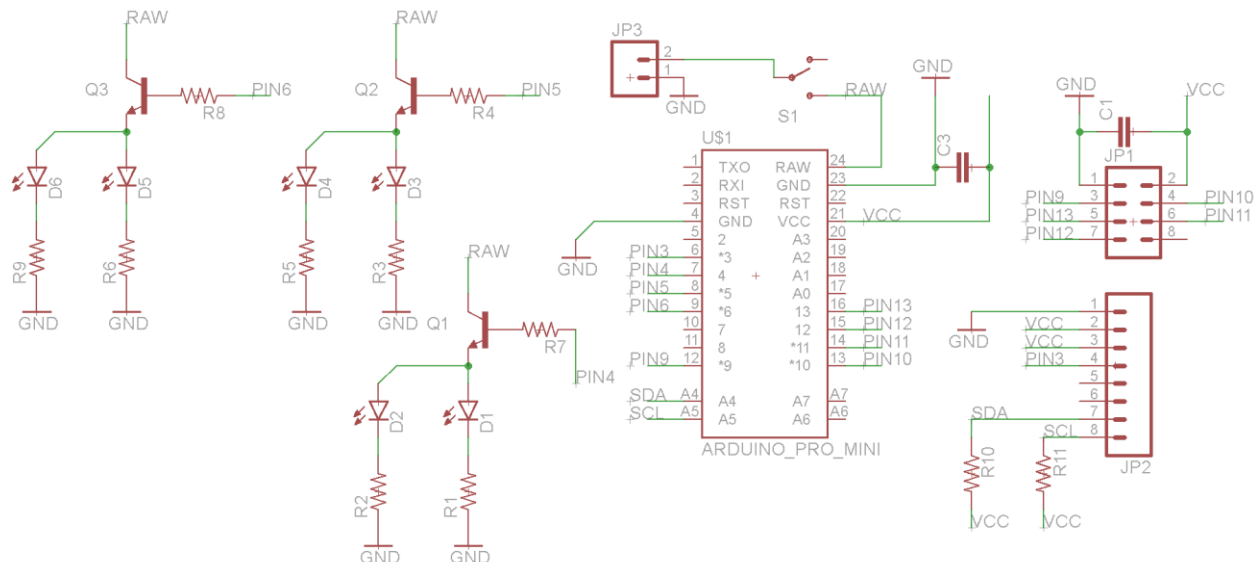 RAW
Q3
PIN6
R8
D6
D5
R9
R6
GND
GND
RAW
Q2
PIN5
R4
D4
D3
R5
R3
GND
GND
RAW
Q1
R7
PIN4
D2
D1
R2
R1
GND
GND
JP3
2
1
GND
S1
RAW
GND
C3
VCC
U$1
1 TXO RAW 24
2 RXI GND 23
3 RST RST 22
4 GND VCC 21
5 2 A3 20
PIN3 6 *3 A2 19
PIN4 7 4 A1 18
PIN5 8 *5 A0 17
PIN6 9 *6 13 16 PIN13
10 7 12 15 PIN12
11 8 *11 14 PIN11
PIN9 12 *9 *10 13 PIN10
SDA A4 A4 A7 A7
SCL A5 A5 A6 A6
ARDUINO_PRO_MINI
GND
GND
C1
VCC
JP1
1 2
PIN9 3 4 PIN10
PIN13 5 6 PIN11
PIN12 7 8
1
GND
VCC 2
VCC 3
PIN3 4
5
6
SDA 7
SCL 8
JP2
R10
R11
VCC
VCC